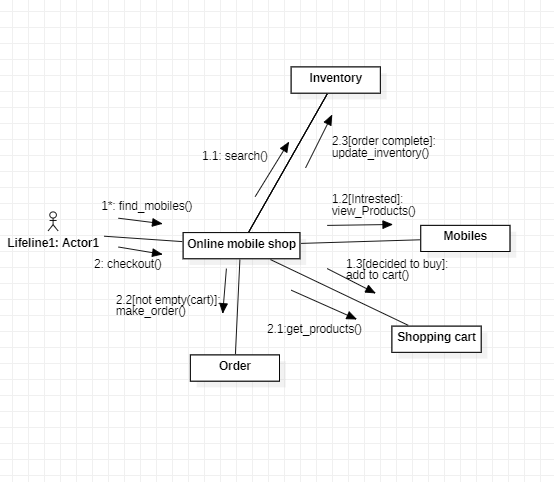 Inventory
1.1: search()
2.3[order complete]:
update_inventory()
1*: find_mobiles()
1.2[Intrested]:
view_Products()
Lifeline1: Actor1
Online mobile shop
Mobiles
2: checkout()
1.3[decided to buy]:
add to cart()
2.2[not empty(cart)]:
make_order()
2.1:get_products()
Shopping cart
Order